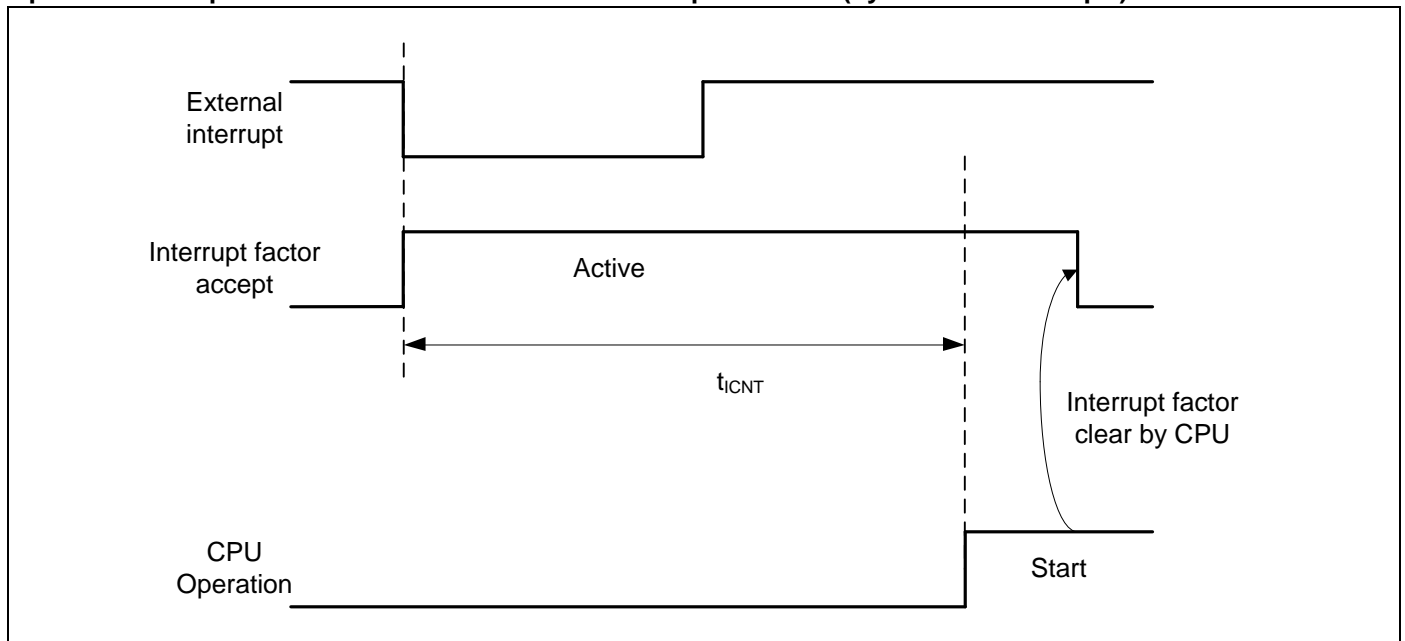 External
interrupt
Interrupt factor
accept
Active
tICNT
Interrupt factor
clear by CPU
CPU
Operation
Start